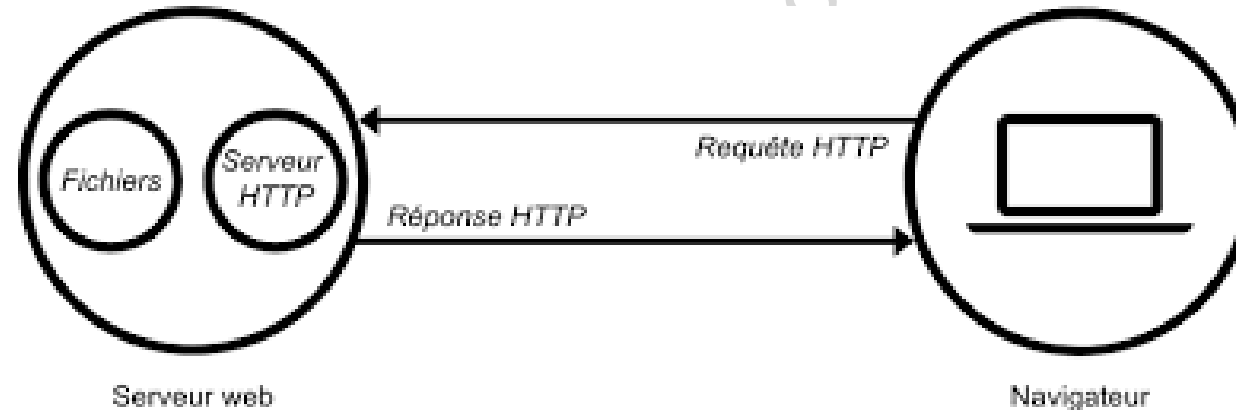 Fichiers
Serveur
HTTP
Requête HTTP
Réponse HTTP
Serveur web
Navigateur